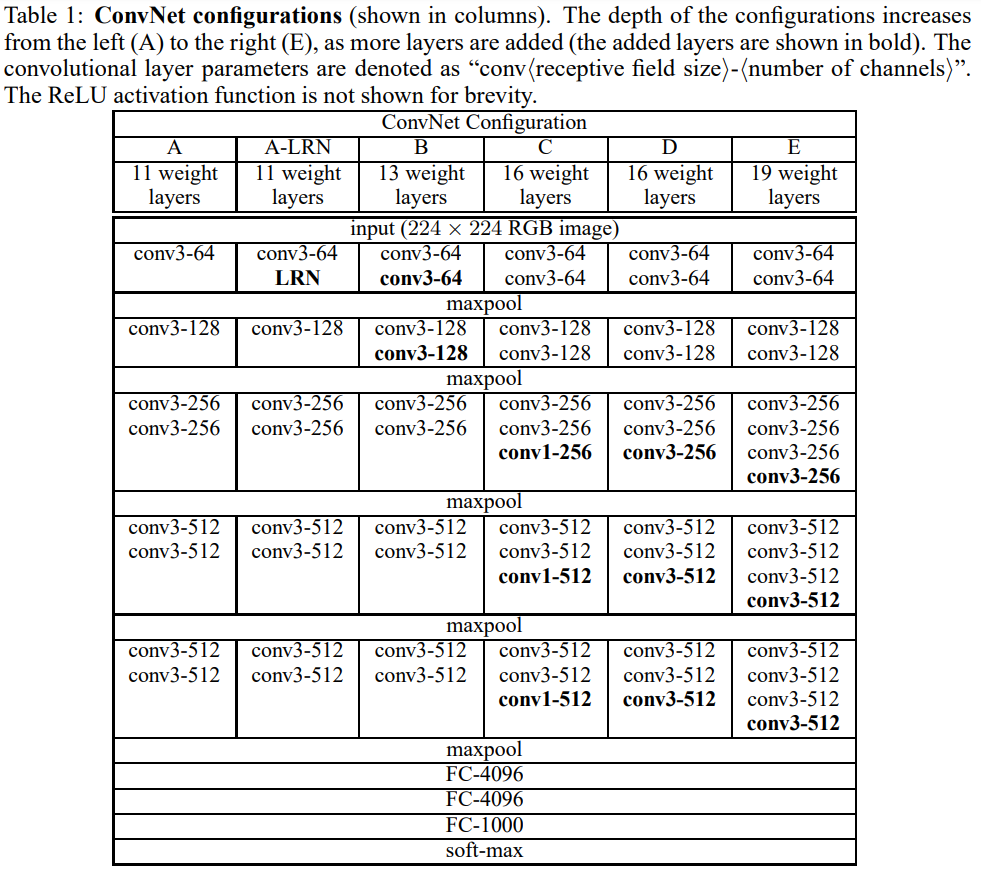 Table 1: ConvNet configurations (shown in columns). The depth of the configurations increases
from the left (A) to the right (E), as more layers are added (the added layers are shown in bold). The
convolutional layer parameters are denoted as “conv⟨receptive field size⟩-⟨number of channels⟩”.
The ReLU activation function is not shown for brevity.
ConvNet Configuration
A A-LRN B C D E
11 weight 11 weight 13 weight 16 weight 16 weight 19 weight
layers layers layers layers layers layers
input (224 × 224 RGB image)
conv3-64 conv3-64 conv3-64 conv3-64 conv3-64 conv3-64
LRN conv3-64 conv3-64 conv3-64 conv3-64
maxpool
conv3-128 conv3-128 conv3-128 conv3-128 conv3-128 conv3-128
conv3-128 conv3-128 conv3-128 conv3-128
maxpool
conv3-256 conv3-256 conv3-256 conv3-256 conv3-256 conv3-256
conv3-256 conv3-256 conv3-256 conv3-256 conv3-256 conv3-256
conv1-256 conv3-256 conv3-256
conv3-256
maxpool
conv3-512 conv3-512 conv3-512 conv3-512 conv3-512 conv3-512
conv3-512 conv3-512 conv3-512 conv3-512 conv3-512 conv3-512
conv1-512 conv3-512 conv3-512
conv3-512
maxpool
conv3-512 conv3-512 conv3-512 conv3-512 conv3-512 conv3-512
conv3-512 conv3-512 conv3-512 conv3-512 conv3-512 conv3-512
conv1-512 conv3-512 conv3-512
conv3-512
maxpool
FC-4096
FC-4096
FC-1000
soft-max